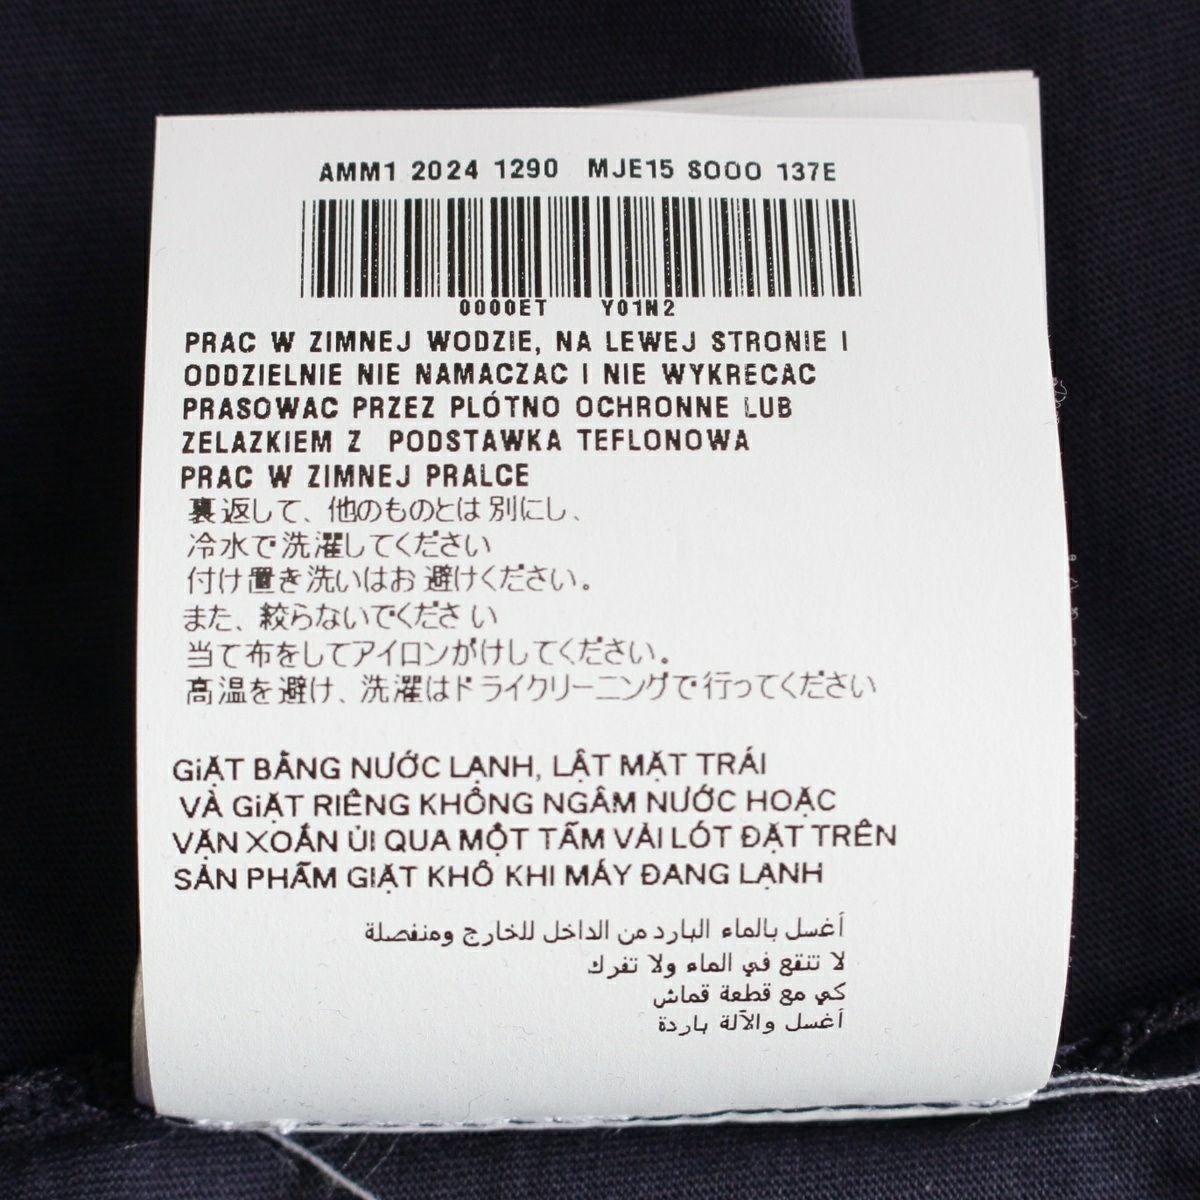 AMM1 2024 1290 MJE15 S000 137E
0000ET Y01N2
PRAC W ZIMNEJ WODZIE, NA LEWEJ STRONIE I
ODDZIELNIE NIE NAMACZAC I NIE WYKRECAC
PRASOWAC PRZEZ PLÓTNO OCHRONNE LUB
ZELAZKIEM Z PODSTAWKA TEFLONOWA
PRAC W ZIMNEJ PRALCE
裏返して、他のものとは別にし、
冷水で洗濯してください
付け置き洗いはお避けください。
また、絞らないでください
当て布をしてアイロンがけしてください。
高温を避け、洗濯はドライクリーニングで行ってください
GIẶT BẰNG NƯỚC LẠNH, LẬT MẶT TRÁI
VÀ GIẶT RIÊNG KHÔNG NGÂM NƯỚC HOẶC
VẶN XOẮN ỦI QUA MỘT TẤM VẢI LÓT ĐẶT TRÊN
SẢN PHẨM GIẶT KHÔ KHI MÁY ĐANG LẠNH
أغسل بالماء البارد من الداخل للخارج ومنفصلة
لا تنقع في الماء ولا تفرك
كي مع قطعة قماش
أغسل والآلة باردة